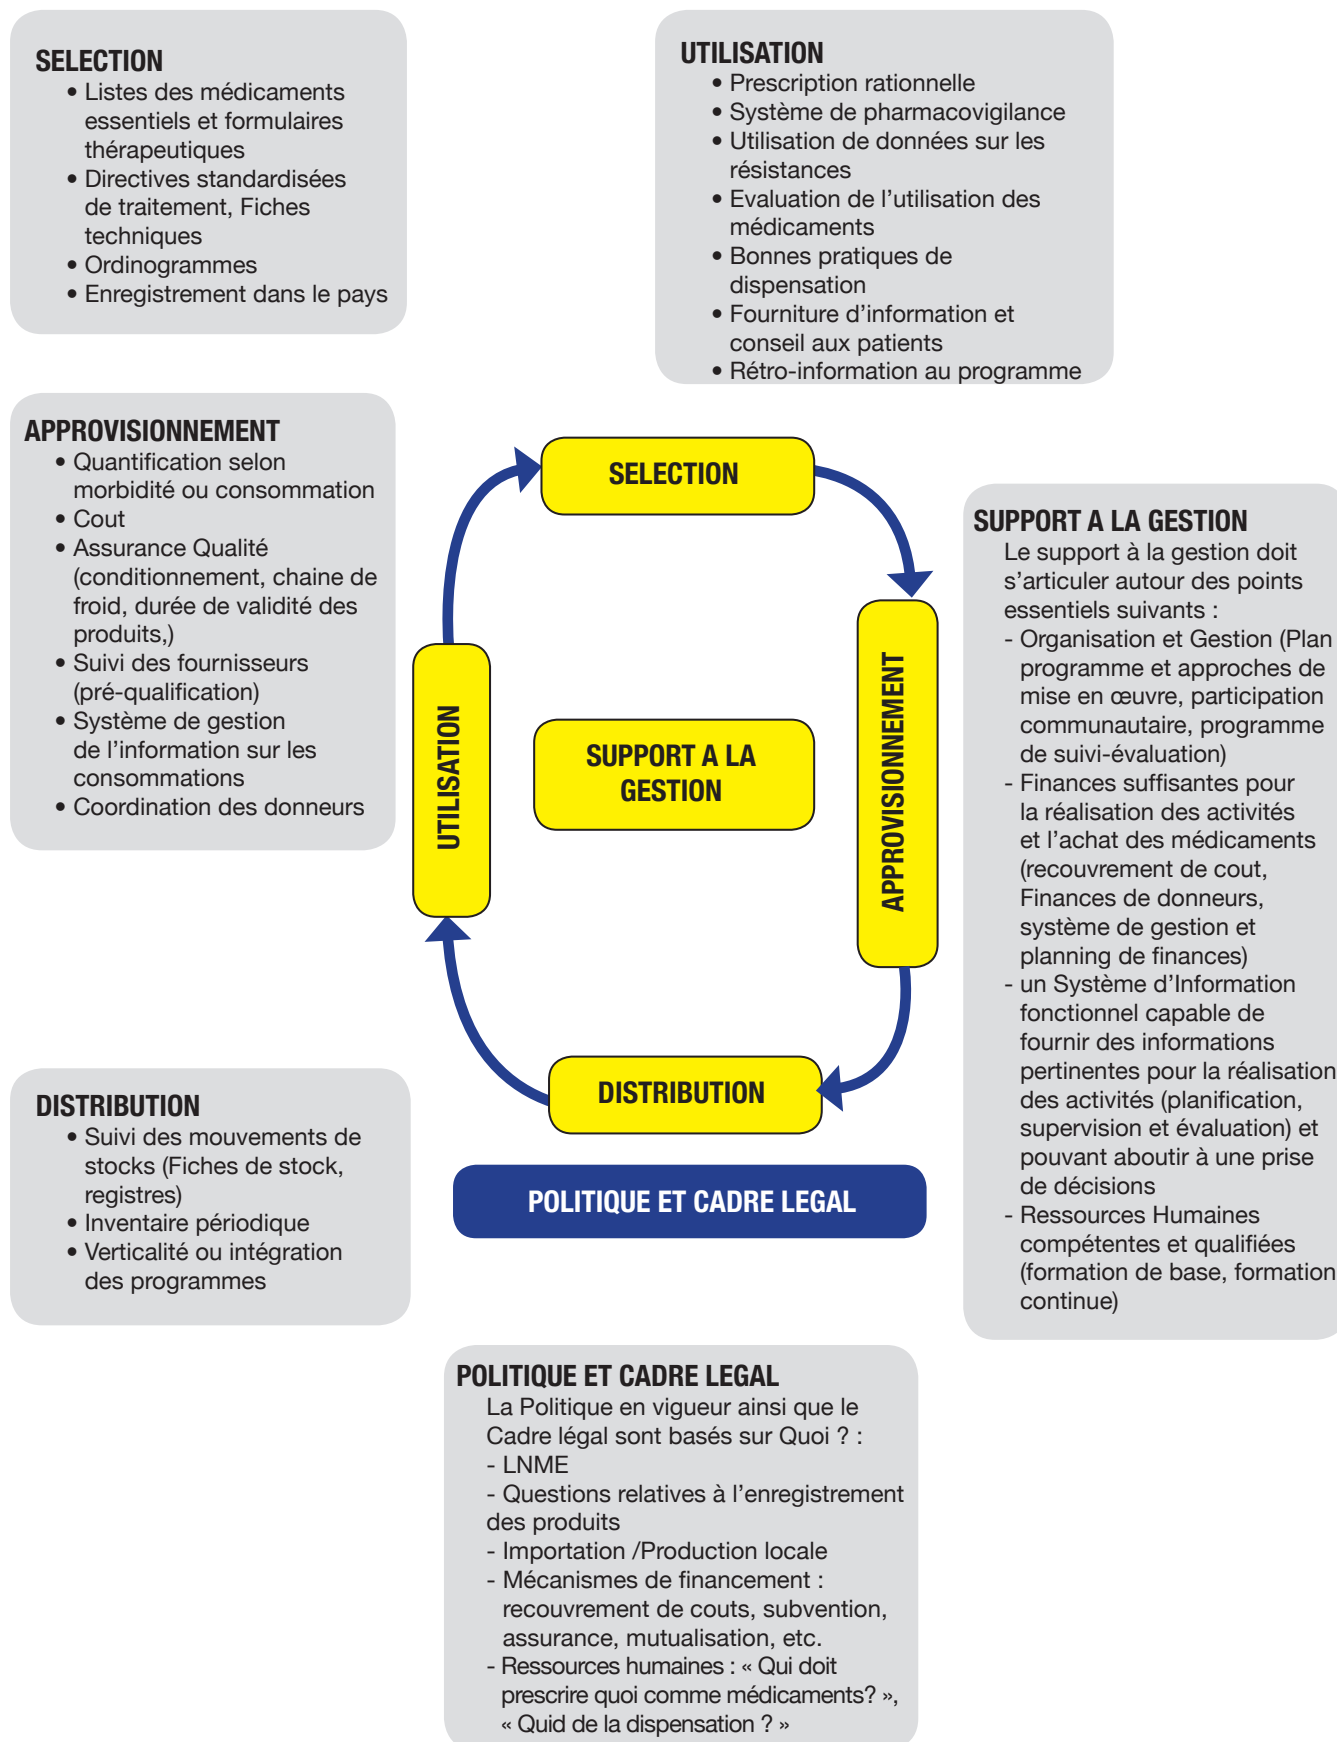 SELECTION
• Listes des médicaments
essentiels et formulaires
thérapeutiques
• Directives standardisées
de traitement, Fiches
techniques
• Ordinogrammes
• Enregistrement dans le pays
UTILISATION
• Prescription rationnelle
• Système de pharmacovigilance
• Utilisation de données sur les
résistances
• Evaluation de l’utilisation des
médicaments
• Bonnes pratiques de
dispensation
• Fourniture d’information et
conseil aux patients
• Rétro-information au programme
APPROVISIONNEMENT
• Quantification selon
morbidité ou consommation
• Cout
• Assurance Qualité
(conditionnement, chaine de
froid, durée de validité des
produits,)
• Suivi des fournisseurs
(pré-qualification)
• Système de gestion
de l’information sur les
consommations
• Coordination des donneurs
SELECTION
APPROVISIONNEMENT
UTILISATION
SUPPORT A LA
GESTION
DISTRIBUTION
POLITIQUE ET CADRE LEGAL
SUPPORT A LA GESTION
Le support à la gestion doit
s’articuler autour des points
essentiels suivants :
- Organisation et Gestion (Plan
programme et approches de
mise en œuvre, participation
communautaire, programme
de suivi-évaluation)
- Finances suffisantes pour
la réalisation des activités
et l’achat des médicaments
(recouvrement de cout,
Finances de donneurs,
système de gestion et
planning de finances)
- un Système d’Information
fonctionnel capable de
fournir des informations
pertinentes pour la réalisation
des activités (planification,
supervision et évaluation) et
pouvant aboutir à une prise
de décisions
- Ressources Humaines
compétentes et qualifiées
(formation de base, formation
continue)
DISTRIBUTION
• Suivi des mouvements de
stocks (Fiches de stock,
registres)
• Inventaire périodique
• Verticalité ou intégration
des programmes
POLITIQUE ET CADRE LEGAL
La Politique en vigueur ainsi que le
Cadre légal sont basés sur Quoi ? :
- LNME
- Questions relatives à l’enregistrement
des produits
- Importation /Production locale
- Mécanismes de financement :
recouvrement de couts, subvention,
assurance, mutualisation, etc.
- Ressources humaines : « Qui doit
prescrire quoi comme médicaments? »,
« Quid de la dispensation ? »